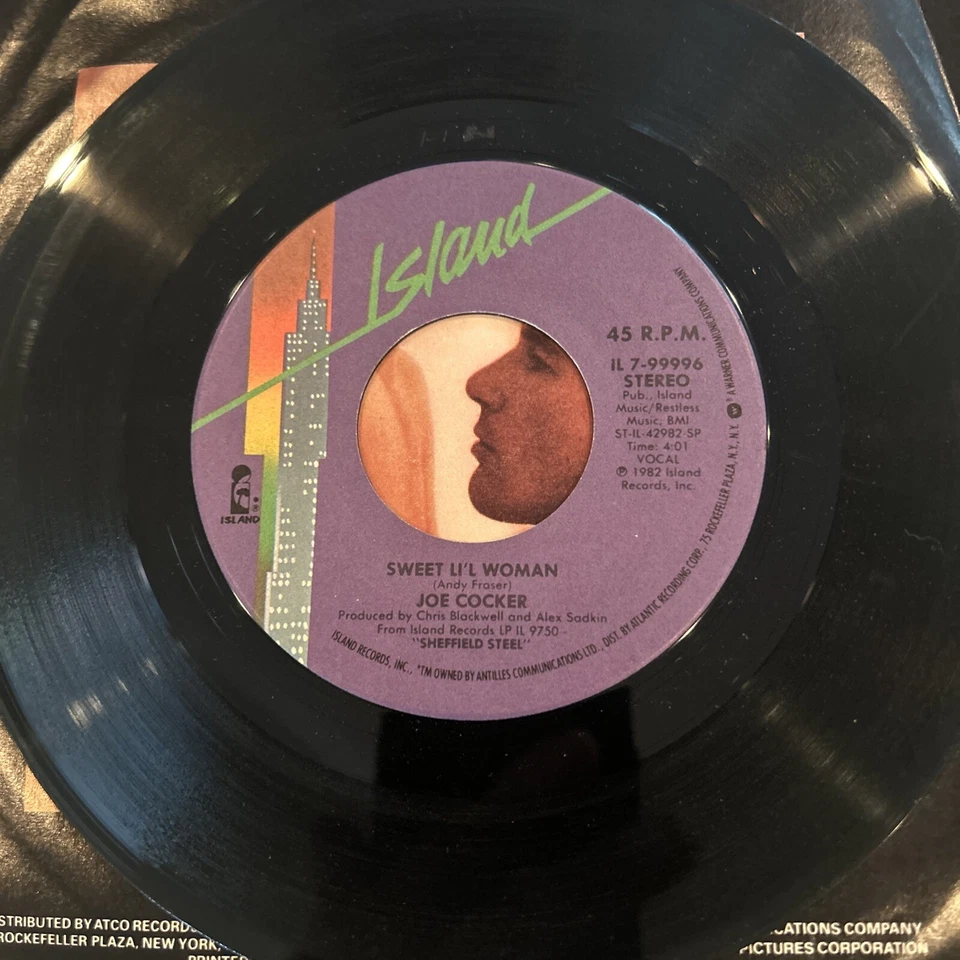 Island
45 R.P.M.
IL 7-99996
STEREO
Pub., Island
Music/Restless
Music, BMI
ST-IL-42982-SP
Time: 4:01
VOCAL
℗ 1982 Island
Records, Inc.
ISLAND
SWEET LI'L WOMAN
(Andy Fraser)
JOE COCKER
Produced by Chris Blackwell and Alex Sadkin
From Island Records LP IL 9750 -
"SHEFFIELD STEEL"
ISLAND RECORDS, INC., *TM OWNED BY ANTILLES COMMUNICATIONS LTD., DIST. BY ATLANTIC RECORDING CORP., 75 ROCKEFELLER PLAZA, N.Y., N.Y. W ® A WARNER COMMUNICATIONS COMPANY
STRIBUTED BY ATCO RECORDS
ROCKEFELLER PLAZA, NEW YORK,
PRINTED
CATIONS COMPANY
PICTURES CORPORATION